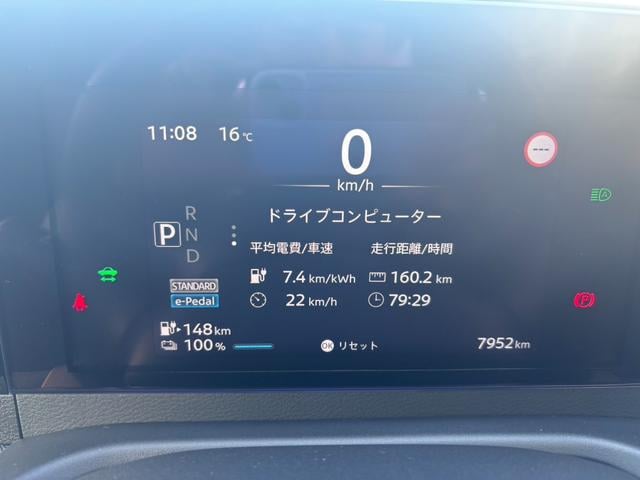 11:08 16℃
0
km/h
---
A
ドライブコンピューター
R
P N
D
平均電費/車速 走行距離/時間
7.4 km/kWh 160.2 km
STANDARD
e-Pedal 22 km/h 79:29
P
148 km
100 % OK リセット 7952 km